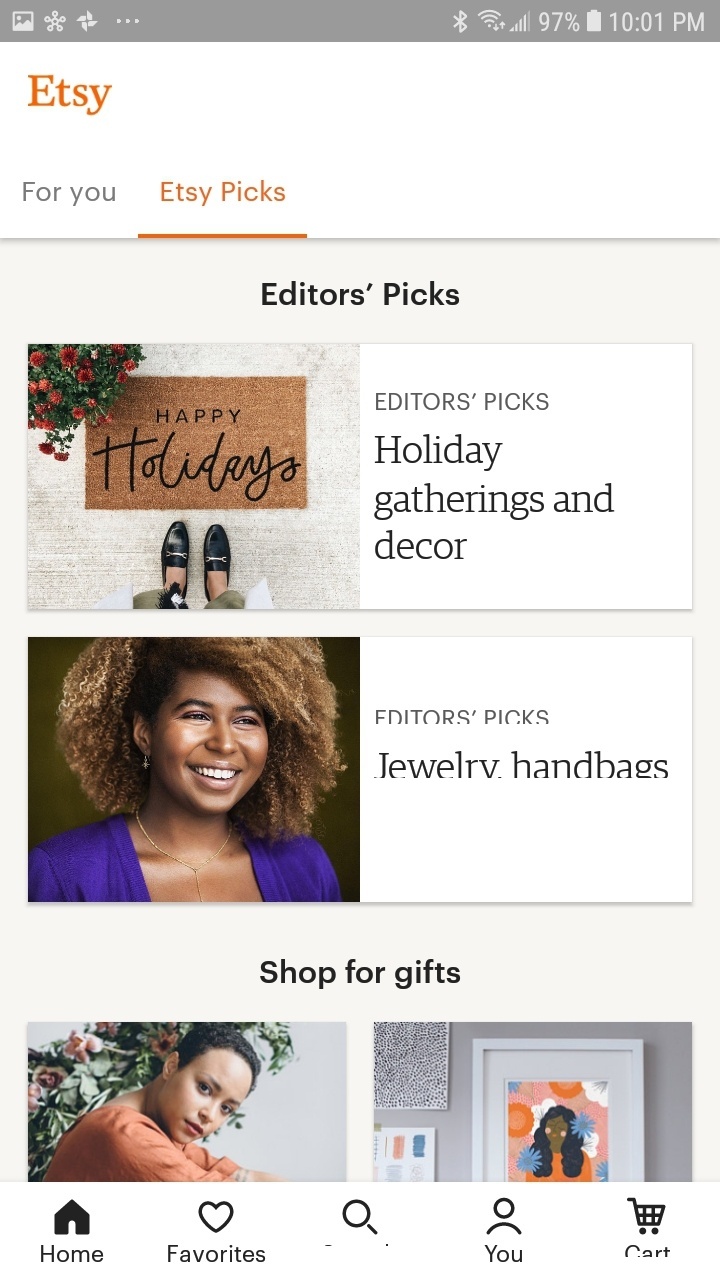 97% 10:01 PM
Etsy
For you Etsy Picks
Editors’ Picks
HAPPY
Holidays
EDITORS’ PICKS
Holiday
gatherings and
decor
EDITORS’ PICKS
Jewelry, handbags
Shop for gifts
Home Favorites You Cart